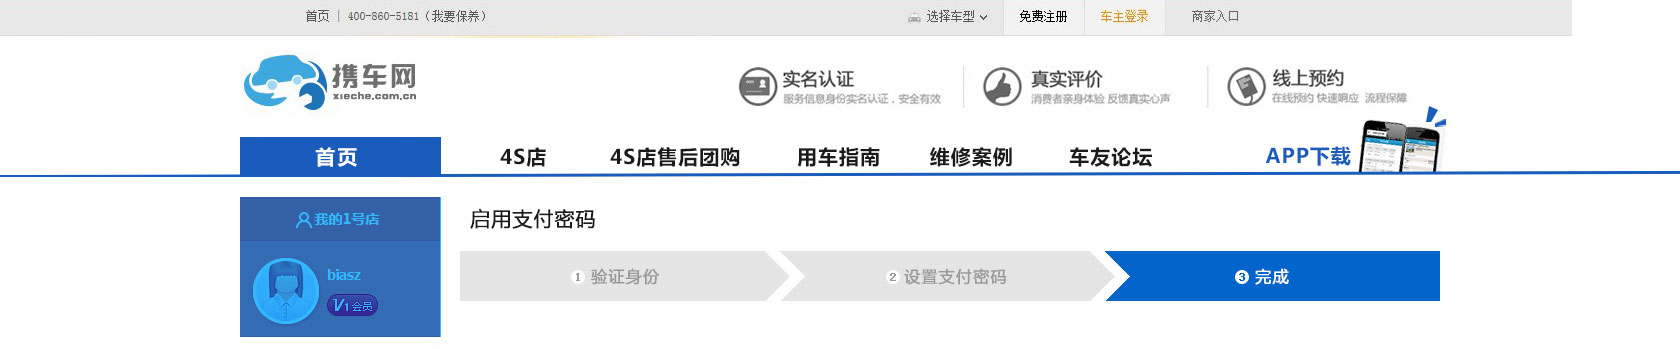 首页 | 400-860-5181（我要保养） 选择车型 免费注册 车主登录 商家入口
携车网
xieche.com.cn
实名认证
服务信息身份实名认证，安全有效
真实评价
消费者亲身体验 反馈真实心声
线上预约
在线预约 快速响应 流程保障
首页 4S店 4S店售后团购 用车指南 维修案例 车友论坛 APP下载
我的1号店
启用支付密码
biasz
V1会员
1 验证身份 2 设置支付密码 3 完成